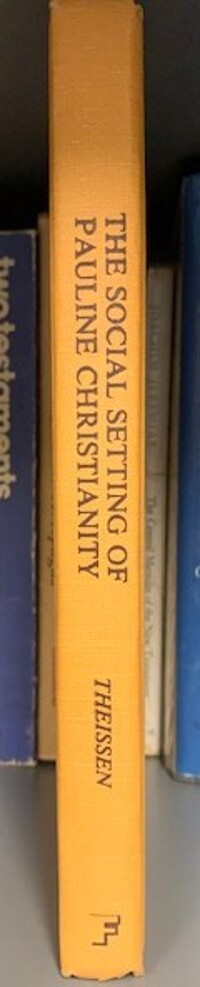 two testaments
THE SOCIAL SETTING OF
PAULINE CHRISTIANITY
THEISSEN